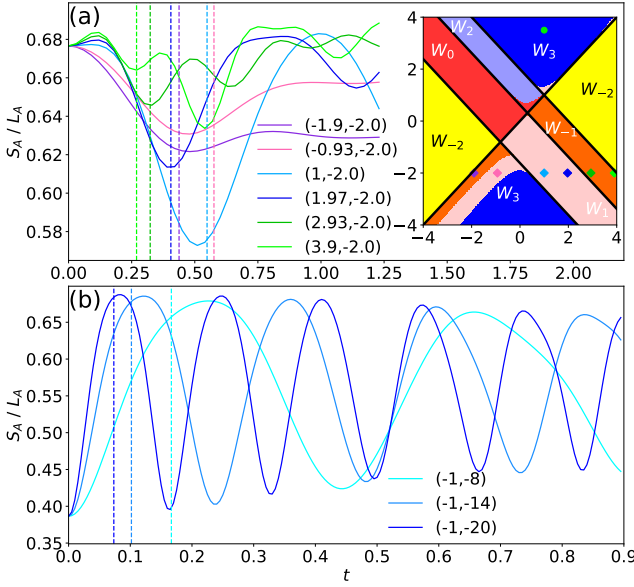 (a)
S_A / L_A
0.68
0.66
0.64
0.62
0.60
0.58
0.00 0.25 0.50 0.75 1.00 1.25 1.50 1.75 2.00
(-1.9,-2.0)
(-0.93,-2.0)
(1,-2.0)
(1.97,-2.0)
(2.93,-2.0)
(3.9,-2.0)
4
2
0
−2
−4
−4 −2 0 2 4
W_2
W_3
W_0
W_{−2}
W_{−1}
W_{−2}
W_3
W_1
(b)
S_A / L_A
0.65
0.60
0.55
0.50
0.45
0.40
0.35
0.0 0.1 0.2 0.3 0.4 0.5 0.6 0.7 0.8 0.9
t
(-1,-8)
(-1,-14)
(-1,-20)